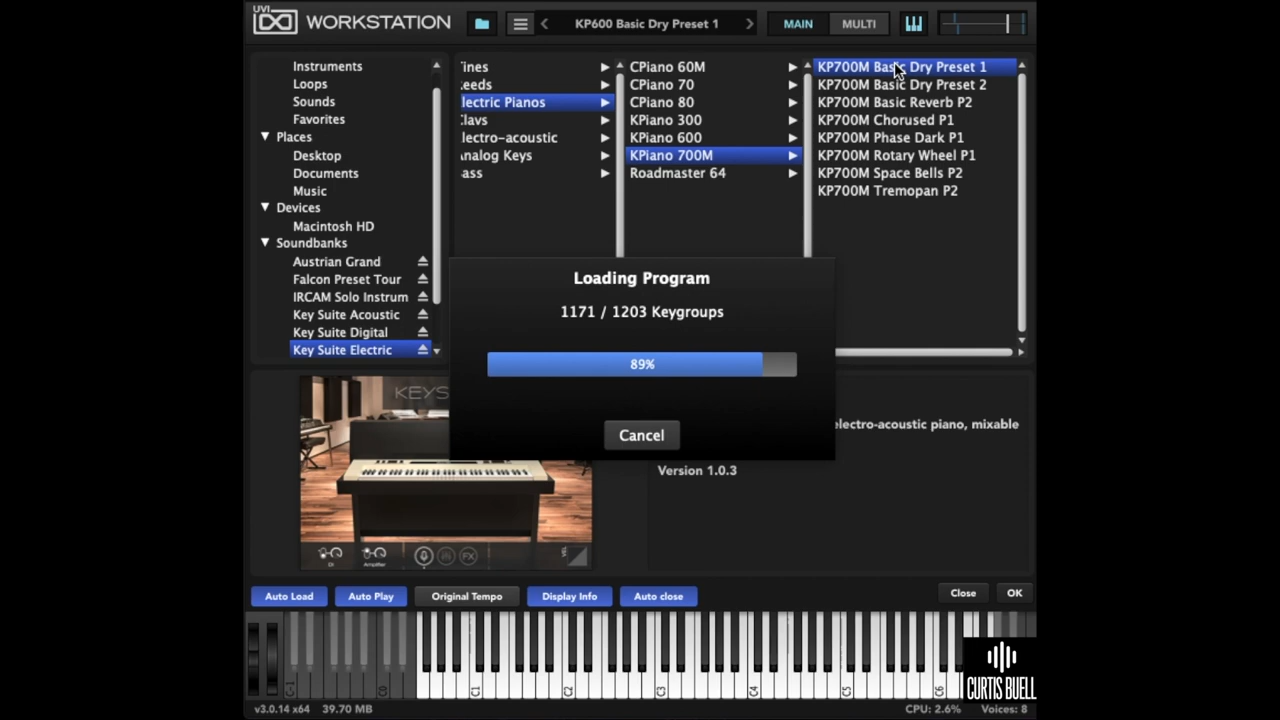 UVI
WORKSTATION
KP600 Basic Dry Preset 1
MAIN
MULTI
Instruments
Loops
Sounds
Favorites
Places
Desktop
Documents
Music
Devices
Macintosh HD
Soundbanks
Austrian Grand
Falcon Preset Tour
IRCAM Solo Instrum
Key Suite Acoustic
Key Suite Digital
Key Suite Electric
ines
eeds
lectric Pianos
lavs
lectro-acoustic
nalog Keys
ass
CPiano 60M
CPiano 70
CPiano 80
KPiano 300
KPiano 600
KPiano 700M
Roadmaster 64
KP700M Basic Dry Preset 1
KP700M Basic Dry Preset 2
KP700M Basic Reverb P2
KP700M Chorused P1
KP700M Phase Dark P1
KP700M Rotary Wheel P1
KP700M Space Bells P2
KP700M Tremopan P2
Loading Program
1171 / 1203 Keygroups
89%
Cancel
KEYS
DI
Amplifier
FX
lectro-acoustic piano, mixable
Version 1.0.3
Auto Load
Auto Play
Original Tempo
Display Info
Auto close
Close
OK
C-1
C0
C1
C2
C3
C4
C5
C6
CURTIS BUELL
v3.0.14 x64
39.70 MB
CPU: 2.6%
Voices: 8